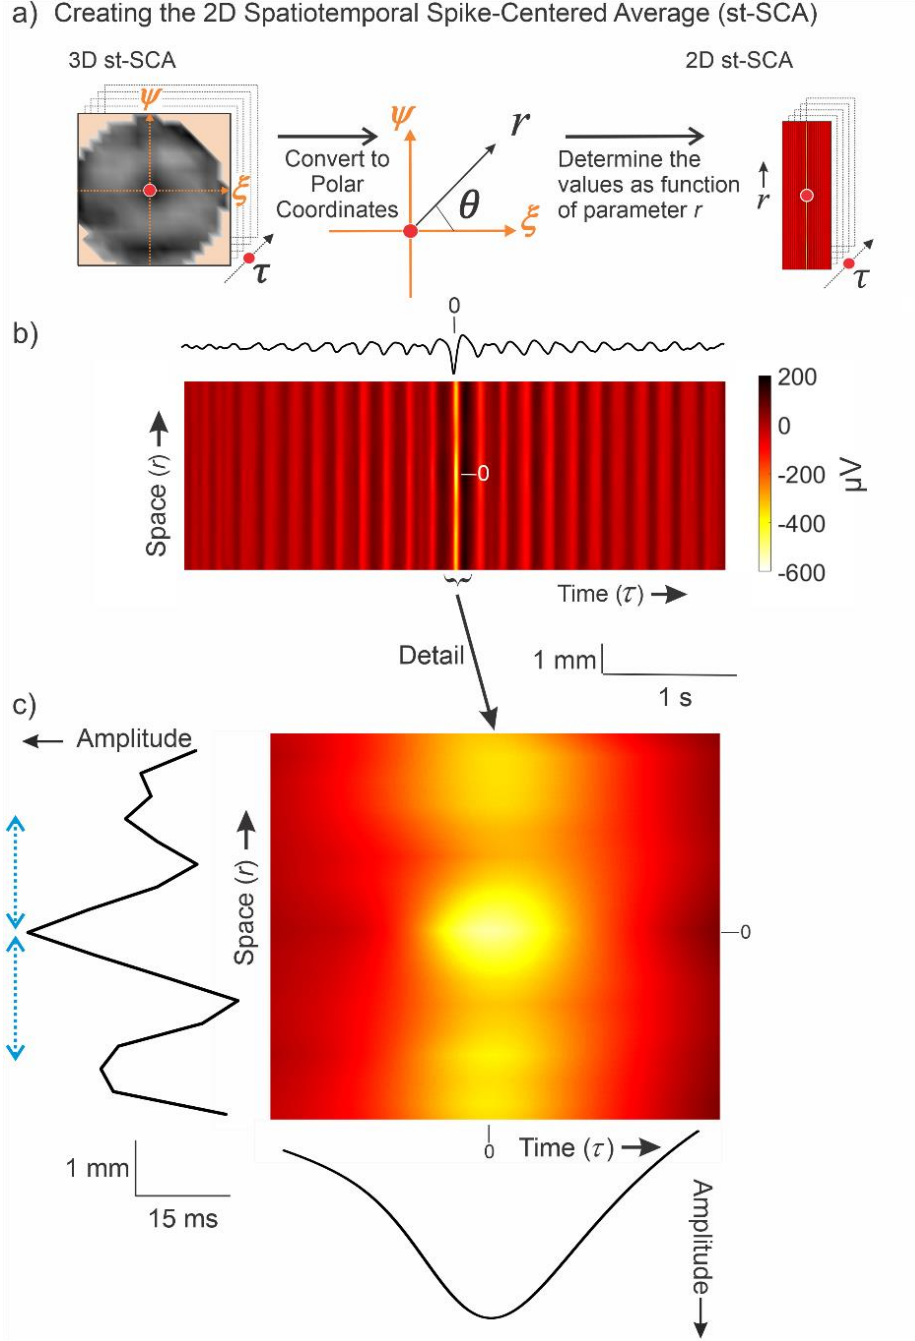 a) Creating the 2D Spatiotemporal Spike-Centered Average (st-SCA)
3D st-SCA
2D st-SCA
ψ
ξ
τ
Convert to
Polar
Coordinates
ψ
r
θ
ξ
Determine the
values as function
of parameter r
r
τ
b)
0
Space (r)
0
Time (τ)
200
0
-200
-400
-600
µV
Detail
1 mm
1 s
c)
Amplitude
Space (r)
0
0
Time (τ)
1 mm
15 ms
Amplitude